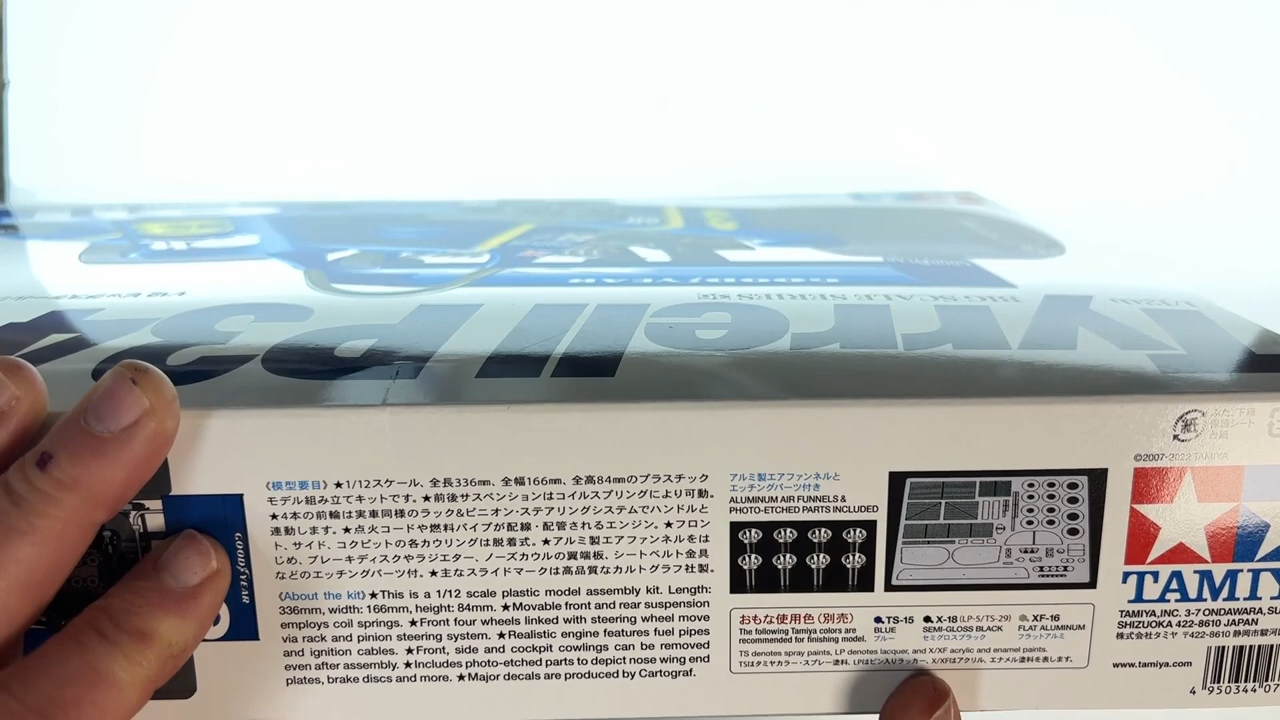 GOODYEAR
BIG SCALE SERIES
1/12th
Tyrrell P34
GOODYEAR
《模型要目》★1/12スケール、全長336mm、全幅166mm、全高84mmのプラスチック
モデル組み立てキットです。★前後サスペンションはコイルスプリングにより可動。
★4本の前輪は実車同様のラック&ピニオン・ステアリングシステムでハンドルと
連動します。★点火コードや燃料パイプが配線・配管されるエンジン。★フロン
ト、サイド、コクピットの各カウリングは脱着式。★アルミ製エアファンネルをは
じめ、ブレーキディスクやラジエター、ノーズカウルの翼端板、シートベルト金具
などのエッチングパーツ付。★主なスライドマークは高品質なカルトグラフ社製。
《About the kit》★This is a 1/12 scale plastic model assembly kit. Length:
336mm, width: 166mm, height: 84mm. ★Movable front and rear suspension
employs coil springs. ★Front four wheels linked with steering wheel move
via rack and pinion steering system. ★Realistic engine features fuel pipes
and ignition cables. ★Front, side and cockpit cowlings can be removed
even after assembly. ★Includes photo-etched parts to depict nose wing end
plates, brake discs and more. ★Major decals are produced by Cartograf.
アルミ製エアファンネルと
エッチングパーツ付き
ALUMINUM AIR FUNNELS &
PHOTO-ETCHED PARTS INCLUDED
おもな使用色(別売)
The following Tamiya colors are
recommended for finishing model.
TS-15
BLUE
ブルー
X-18 (LP-5/TS-29)
SEMI-GLOSS BLACK
セミグロスブラック
XF-16
FLAT ALUMINUM
フラットアルミ
TS denotes spray paints, LP denotes lacquer, and X/XF acrylic and enamel paints.
TSはタミヤカラー・スプレー塗料、LPはビン入りラッカー、X/XFはアクリル、エナメル塗料を表します。
紙
ふた、下箱
保護シート
台紙
©2007-2022 TAMIYA
TAMIY
TAMIYA,INC. 3-7 ONDAWARA,
SHIZUOKA 422-8610 JAPAN
株式会社タミヤ 〒422-8610 静岡市駿河
www.tamiya.com
4 950344 07